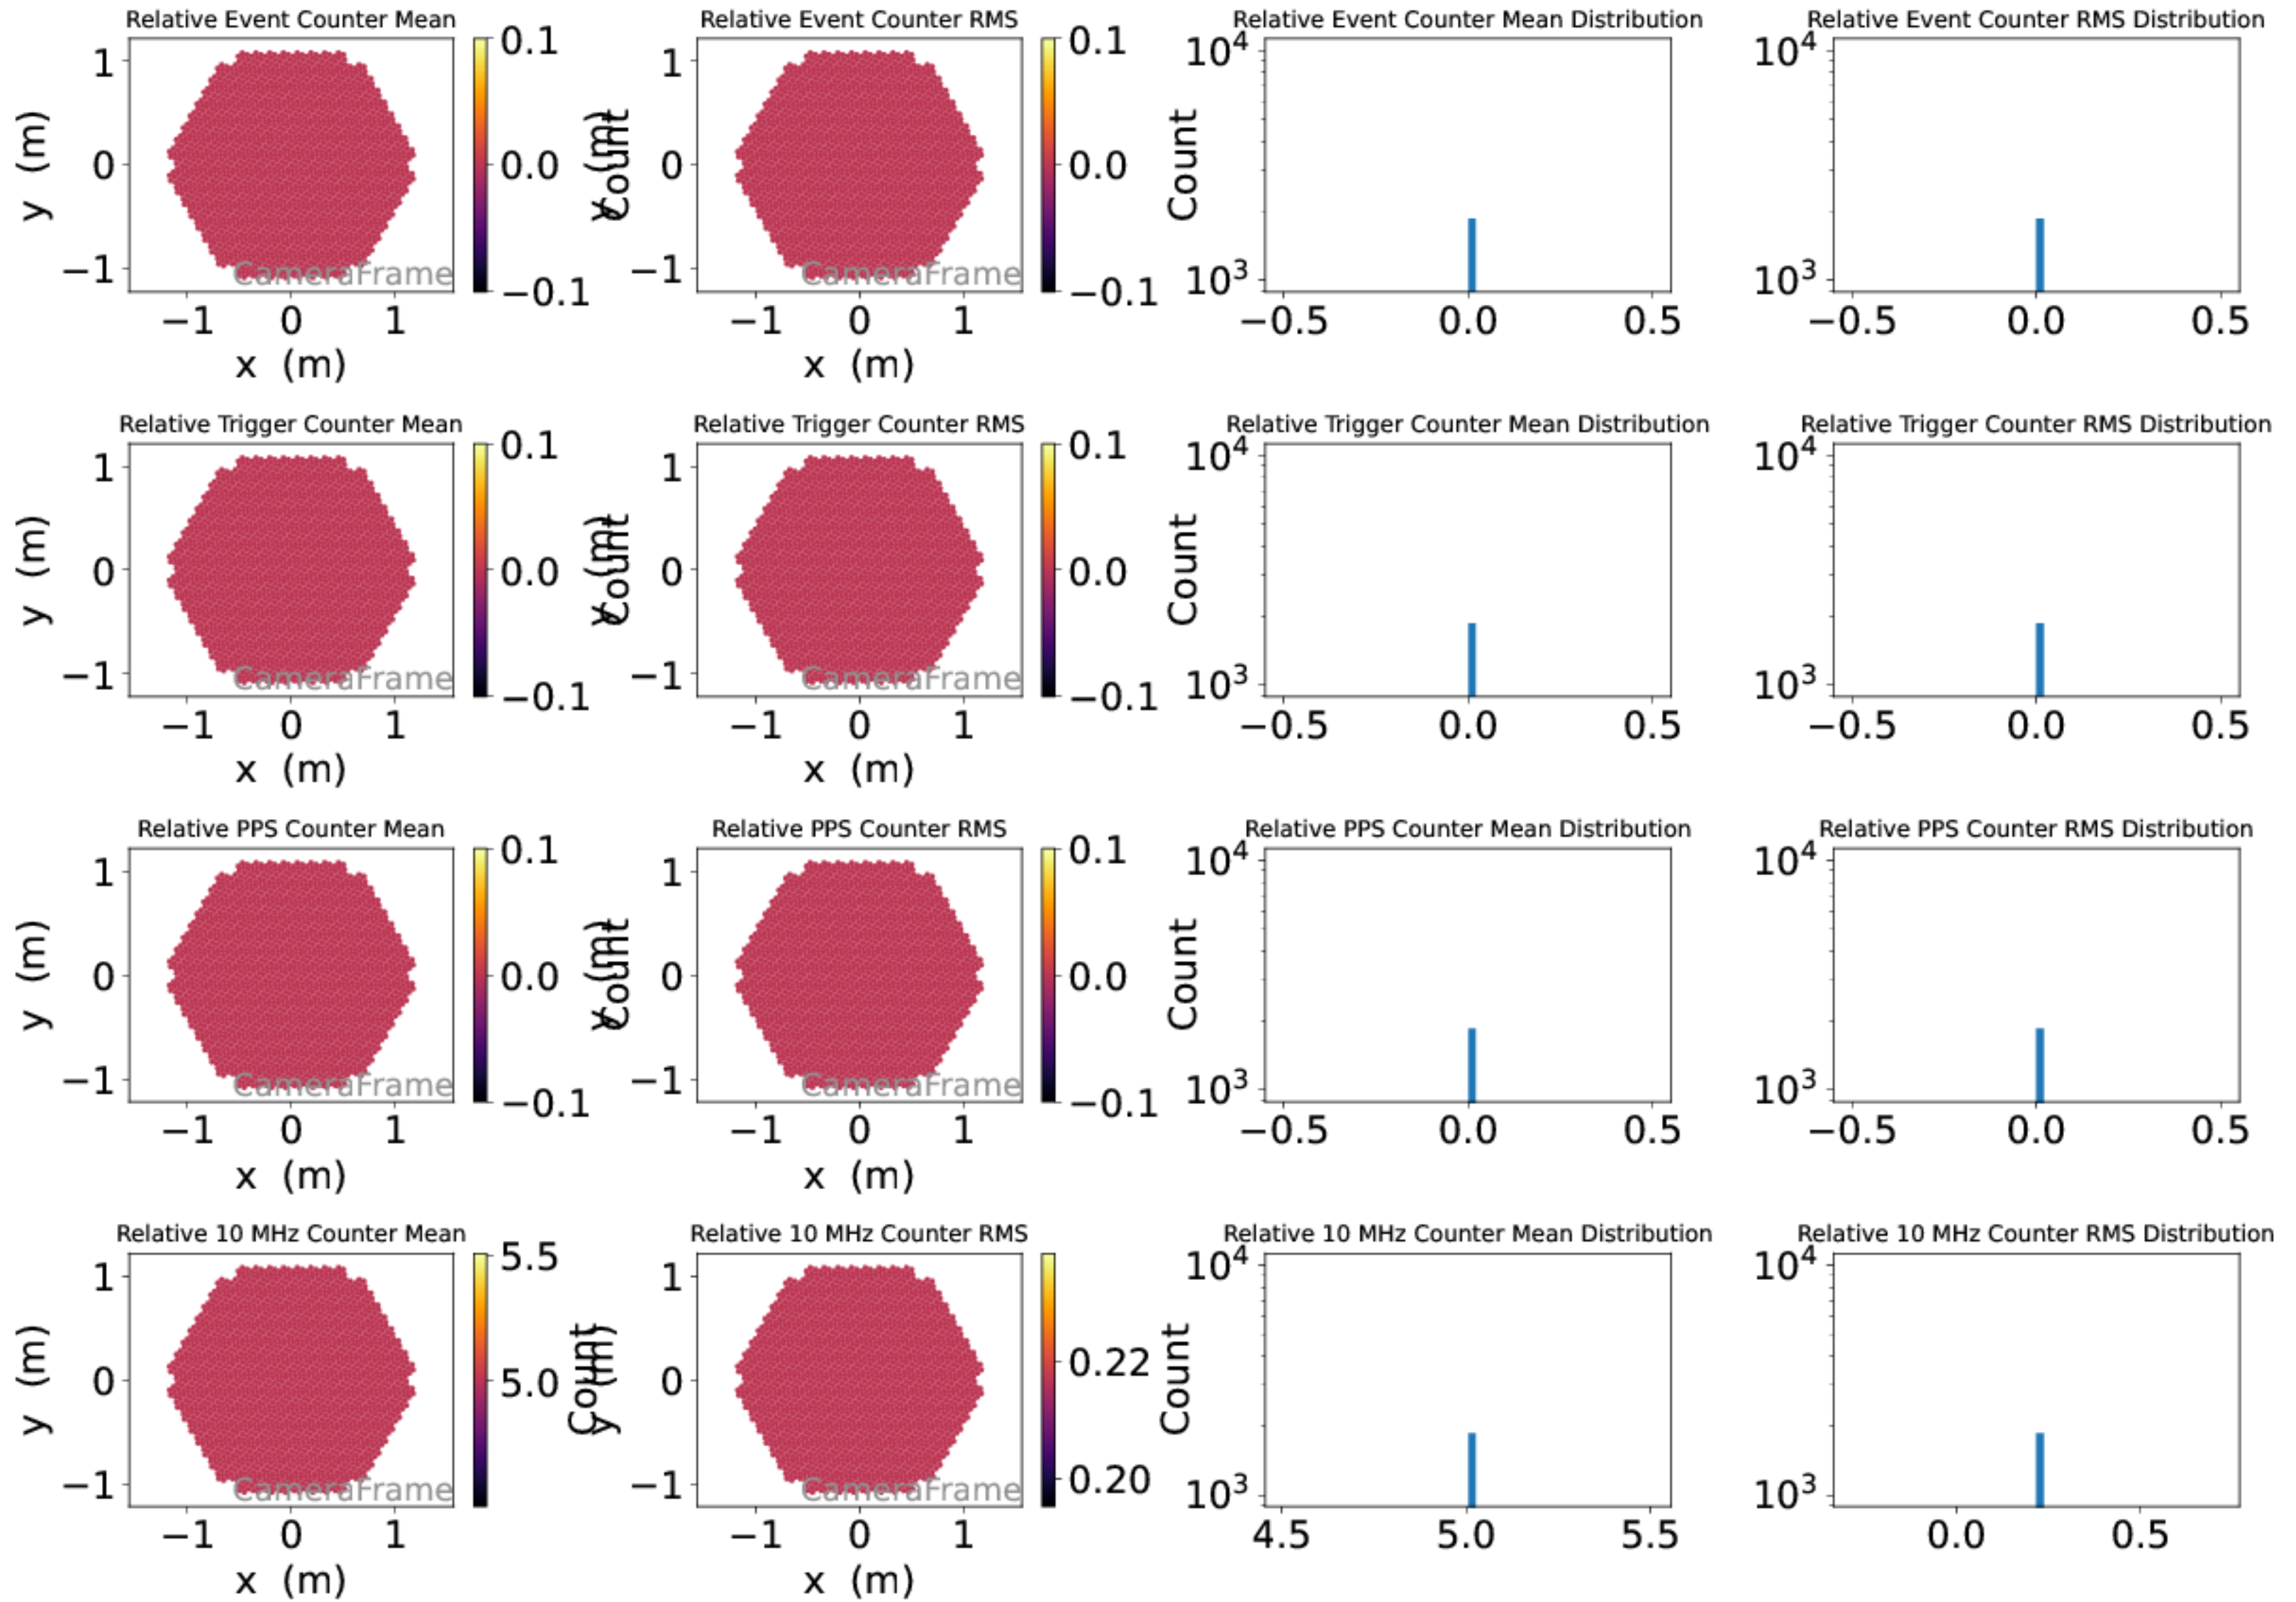 Relative Event Counter Mean
y (m)
1
0
−1
−1 0 1
x (m)
CameraFrame
0.1
0.0
−0.1
Count
Relative Event Counter RMS
y (m)
1
0
−1
−1 0 1
x (m)
CameraFrame
0.1
0.0
−0.1
Relative Event Counter Mean Distribution
Count
10⁴
10³
−0.5 0.0 0.5
Relative Event Counter RMS Distribution
10⁴
10³
−0.5 0.0 0.5
Relative Trigger Counter Mean
y (m)
1
0
−1
−1 0 1
x (m)
CameraFrame
0.1
0.0
−0.1
Count
Relative Trigger Counter RMS
y (m)
1
0
−1
−1 0 1
x (m)
CameraFrame
0.1
0.0
−0.1
Relative Trigger Counter Mean Distribution
Count
10⁴
10³
−0.5 0.0 0.5
Relative Trigger Counter RMS Distribution
10⁴
10³
−0.5 0.0 0.5
Relative PPS Counter Mean
y (m)
1
0
−1
−1 0 1
x (m)
CameraFrame
0.1
0.0
−0.1
Count
Relative PPS Counter RMS
y (m)
1
0
−1
−1 0 1
x (m)
CameraFrame
0.1
0.0
−0.1
Relative PPS Counter Mean Distribution
Count
10⁴
10³
−0.5 0.0 0.5
Relative PPS Counter RMS Distribution
10⁴
10³
−0.5 0.0 0.5
Relative 10 MHz Counter Mean
y (m)
1
0
−1
−1 0 1
x (m)
CameraFrame
5.5
5.0
Count
Relative 10 MHz Counter RMS
y (m)
1
0
−1
−1 0 1
x (m)
CameraFrame
0.22
0.20
Relative 10 MHz Counter Mean Distribution
Count
10⁴
10³
4.5 5.0 5.5
Relative 10 MHz Counter RMS Distribution
10⁴
10³
0.0 0.5